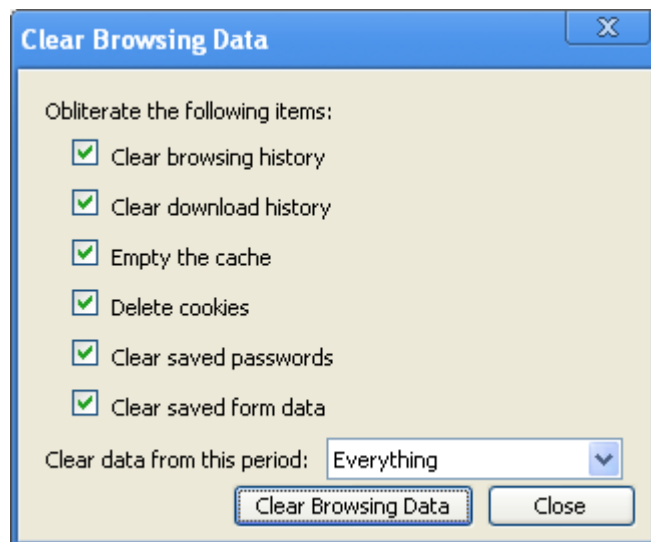 Clear Browsing Data
Obliterate the following items:
Clear browsing history
Clear download history
Empty the cache
Delete cookies
Clear saved passwords
Clear saved form data
Clear data from this period: Everything
Clear Browsing Data Close